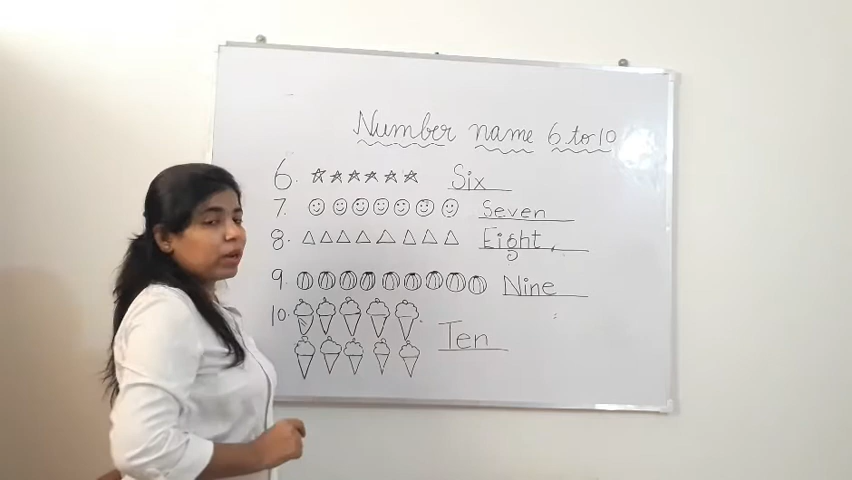 Number name 6 to 10
6. Six
7. Seven
8. Eight
9. Nine
10. Ten